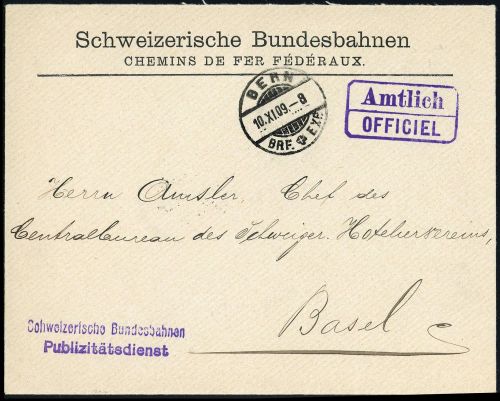 Schweizerische Bundesbahnen
CHEMINS DE FER FÉDÉRAUX.
BERN
10.XI.09.-8
BRF. EXP.
Amtlich
OFFICIEL
Herrn Amsler, Chef des
Centralbureau des Schweizer. Hoteliervereins,
Basel
Schweizerische Bundesbahnen
Publizitätsdienst